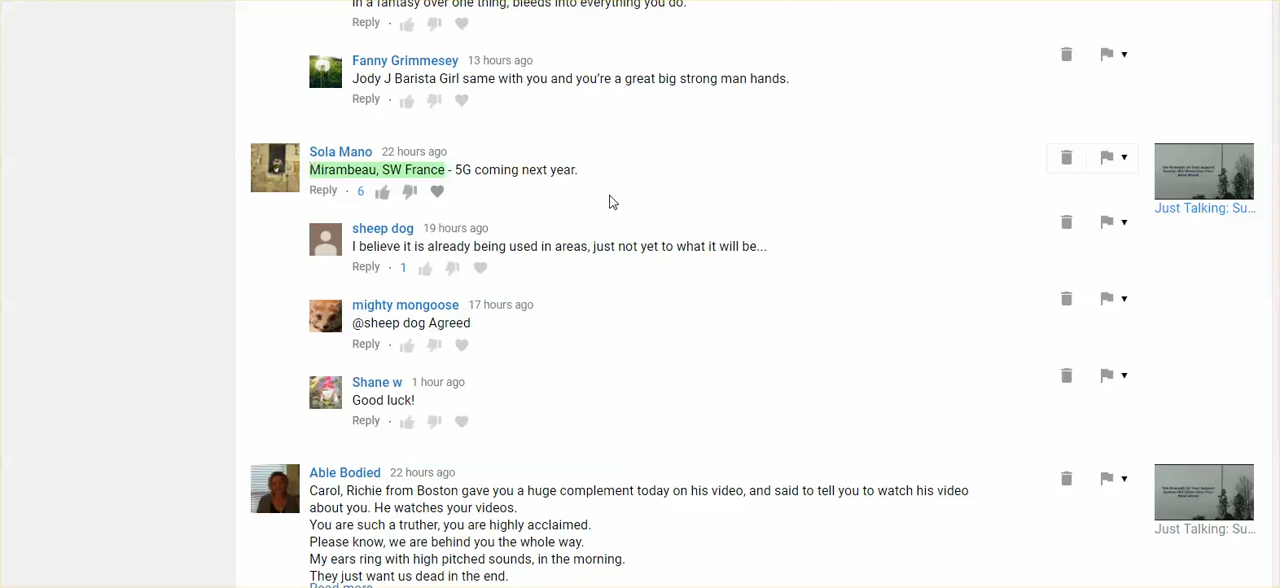 in a fantasy over one thing, bleeds into everything you do.
Reply ·
Fanny Grimmesey 13 hours ago
Jody J Barista Girl same with you and you're a great big strong man hands.
Reply ·
Sola Mano 22 hours ago
Mirambeau, SW France - 5G coming next year.
Reply · 6
Just Talking: Su...
sheep dog 19 hours ago
I believe it is already being used in areas, just not yet to what it will be...
Reply · 1
mighty mongoose 17 hours ago
@sheep dog Agreed
Reply ·
Shane w 1 hour ago
Good luck!
Reply ·
Able Bodied 22 hours ago
Carol, Richie from Boston gave you a huge complement today on his video, and said to tell you to watch his video
about you. He watches your videos.
You are such a truther, you are highly acclaimed.
Please know, we are behind you the whole way.
My ears ring with high pitched sounds, in the morning.
They just want us dead in the end.
Read more
Just Talking: Su...